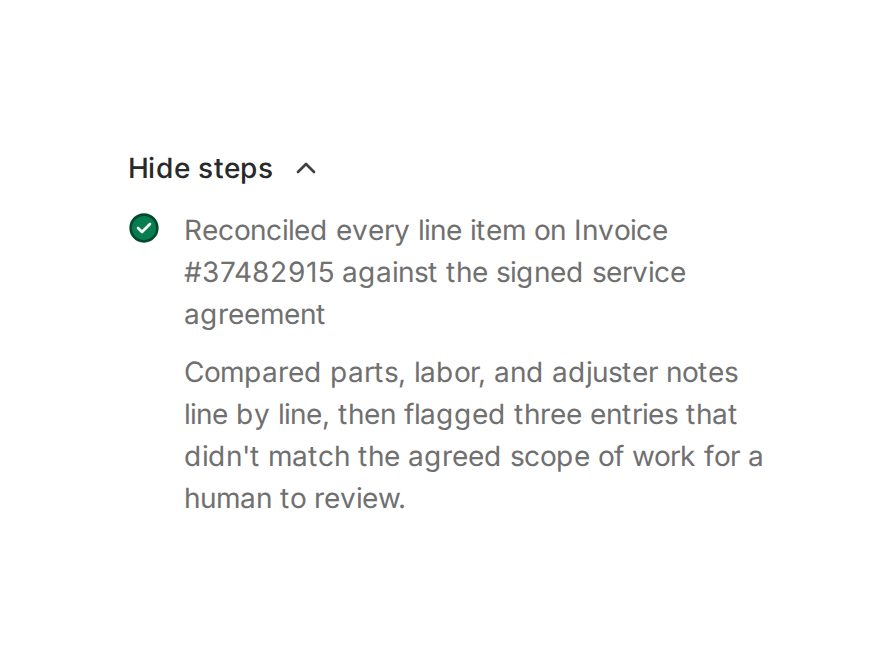 Hide steps
Reconciled every line item on Invoice
#37482915 against the signed service
agreement
Compared parts, labor, and adjuster notes
line by line, then flagged three entries that
didn't match the agreed scope of work for a
human to review.